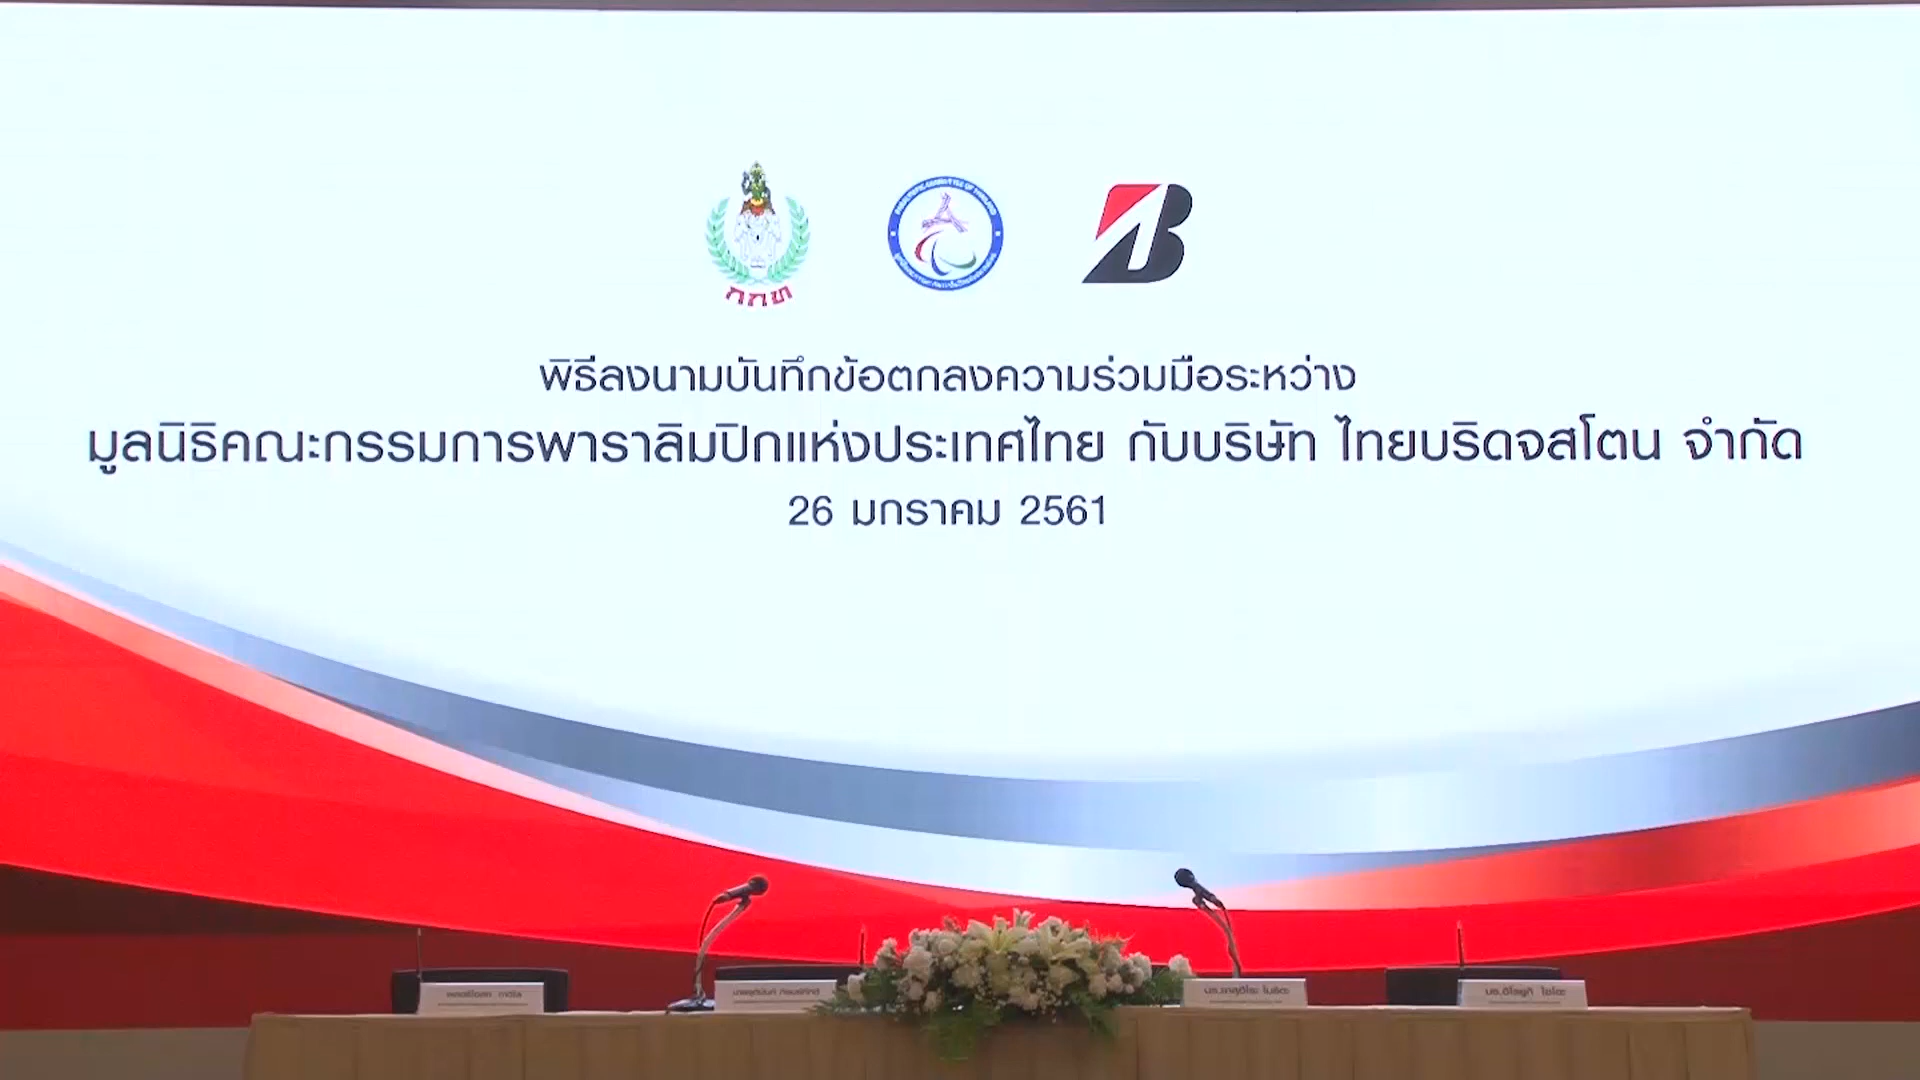 กกท
พิธีลงนามบันทึกข้อตกลงความร่วมมือระหว่าง
มูลนิธิคณะกรรมการพาราลิมปิกแห่งประเทศไทย กับบริษัท ไทยบริดจสโตน จำกัด
26 มกราคม 2561